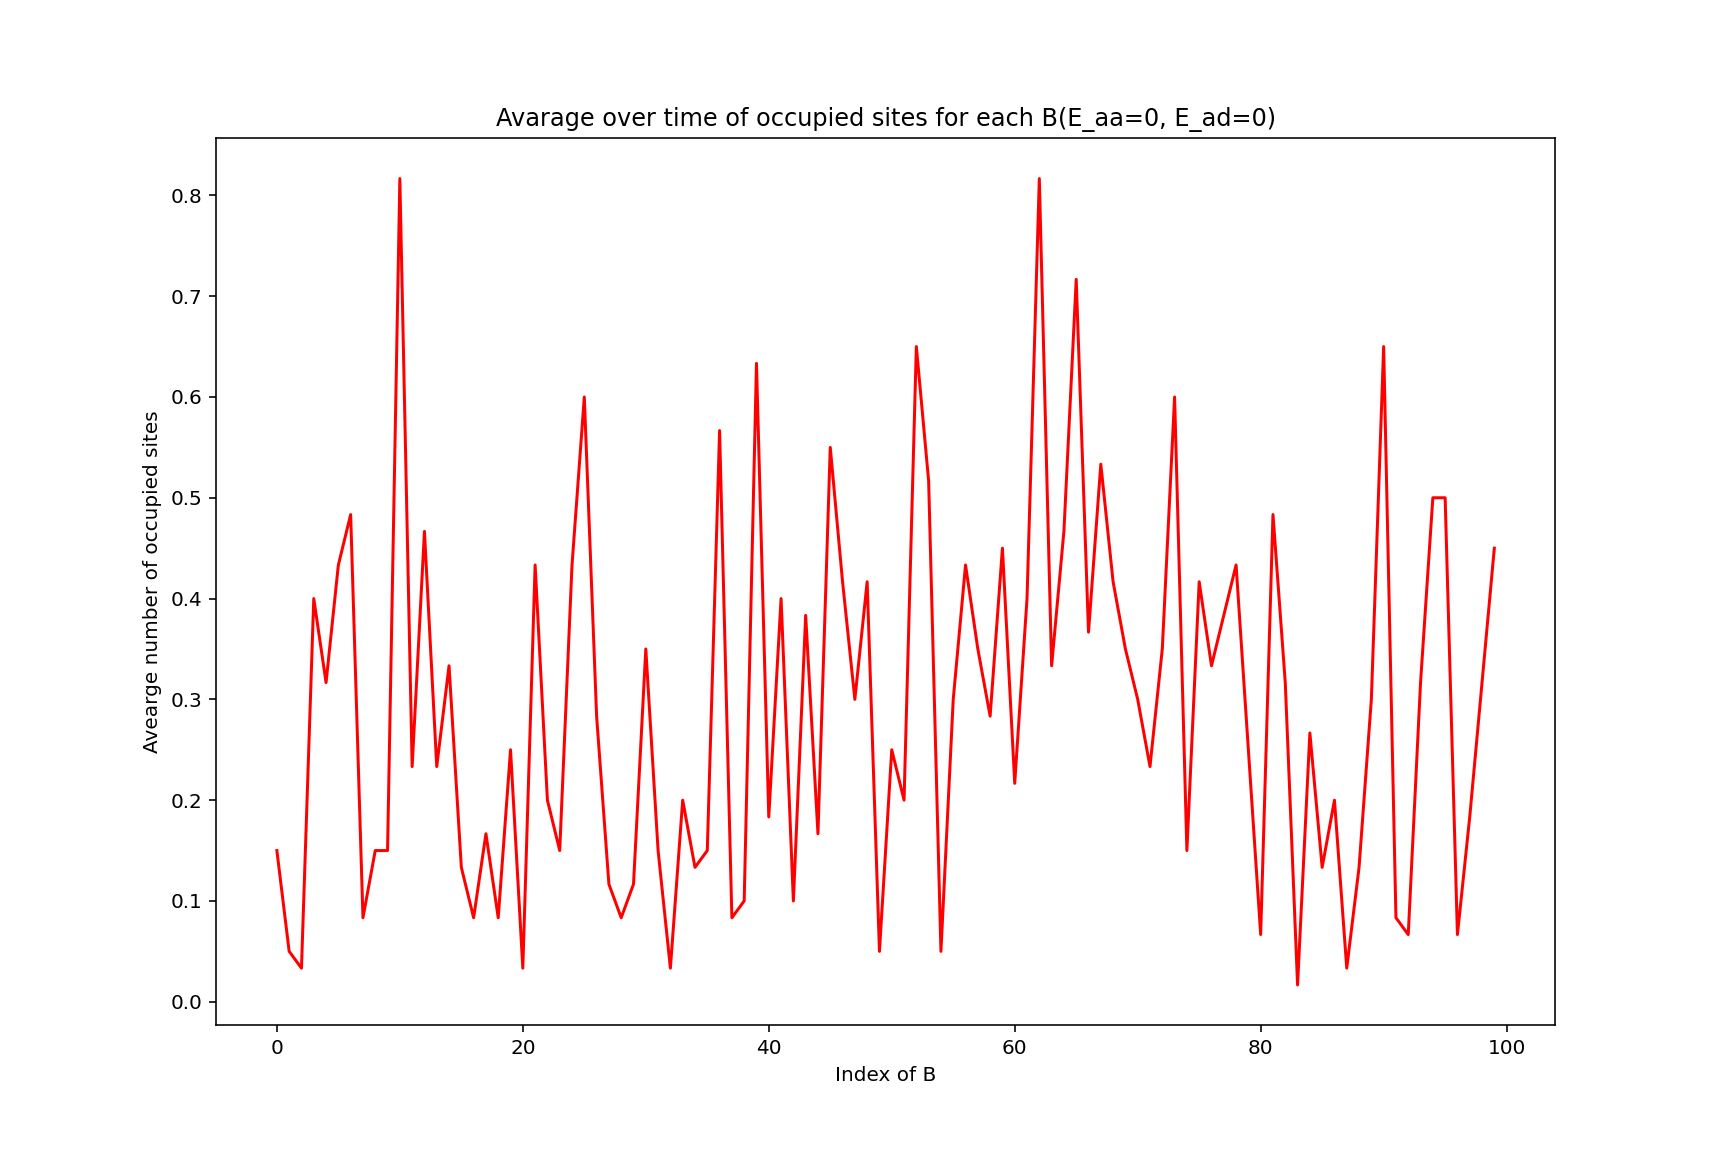 Avarage over time of occupied sites for each B(E_aa=0, E_ad=0)
0.8
0.7
0.6
0.5
0.4
0.3
0.2
0.1
0.0
Avearge number of occupied sites
0 20 40 60 80 100
Index of B